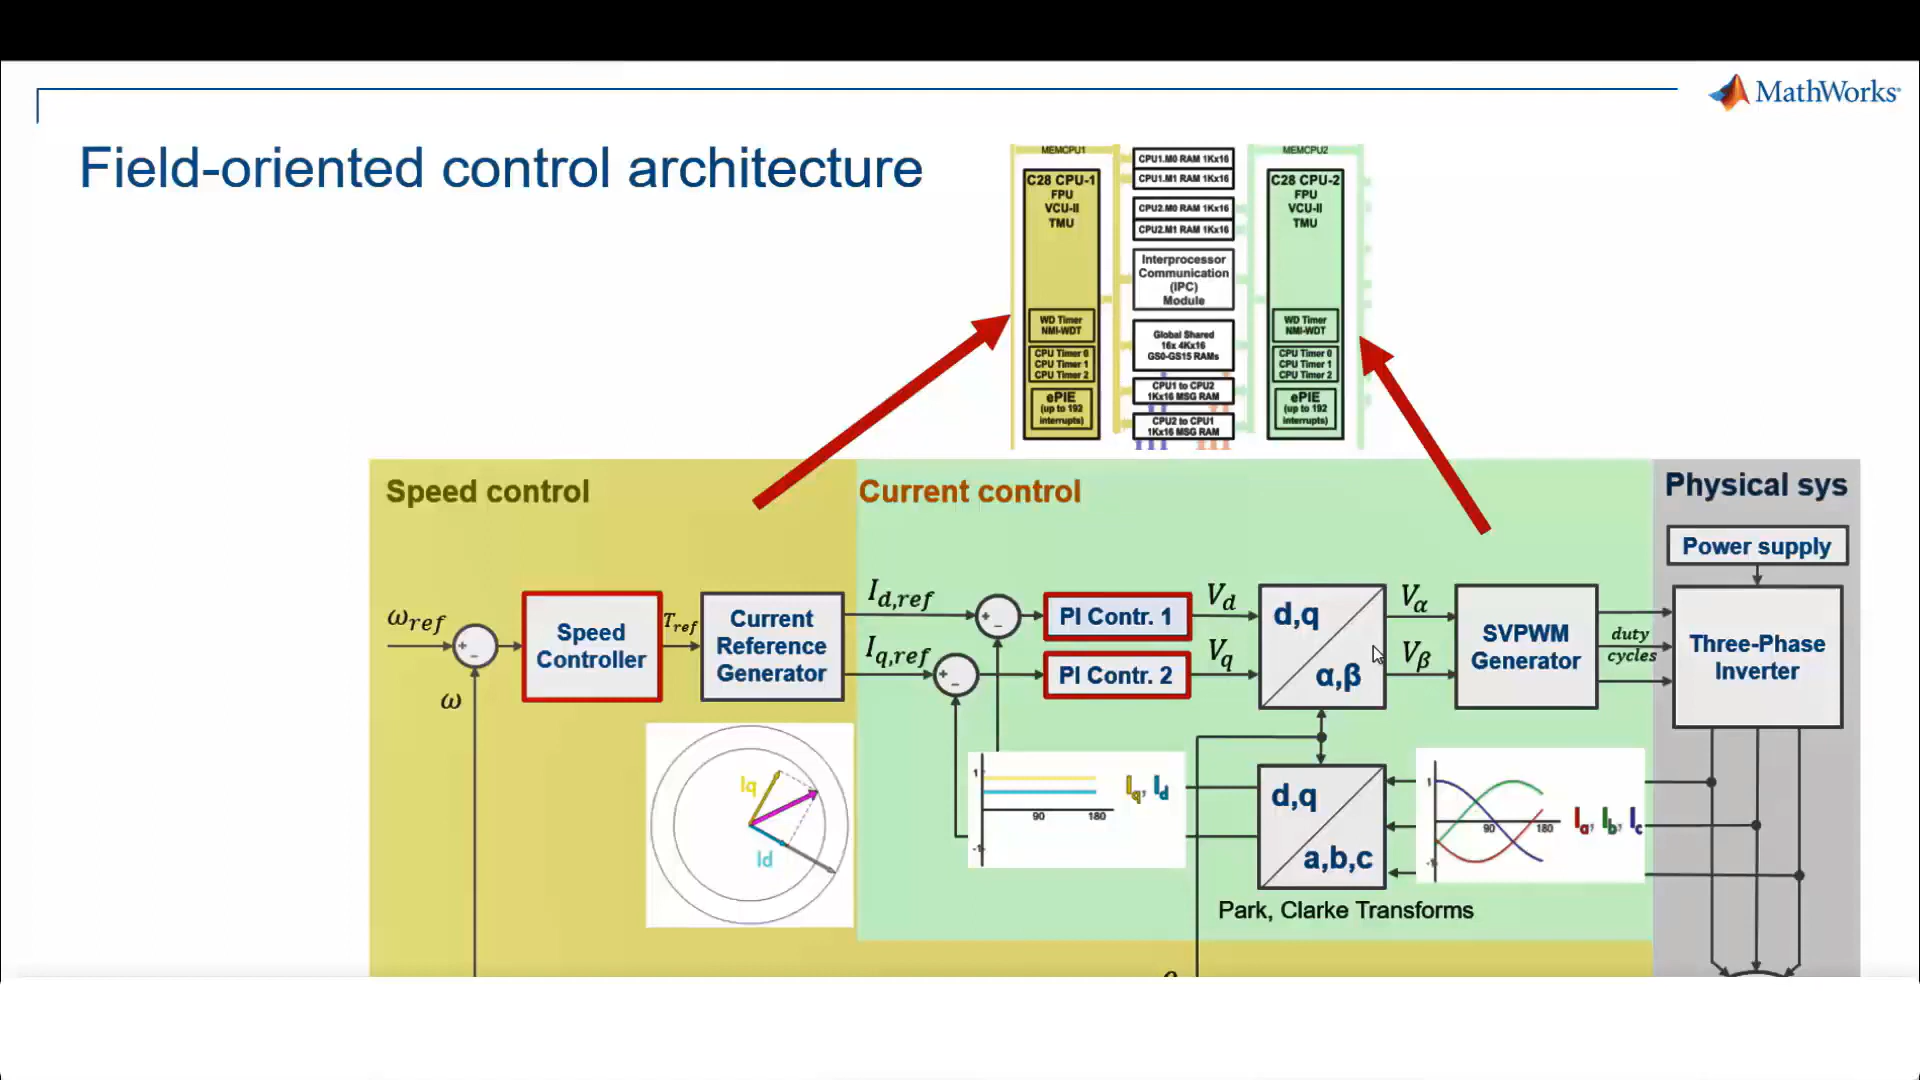 MathWorks
Field-oriented control architecture
MEMCPU1
C28 CPU-1
FPU
VCU-II
TMU
WD Timer
NMI-WDT
CPU Timer 0
CPU Timer 1
CPU Timer 2
ePIE
(up to 192
interrupts)
CPU1.M0 RAM 1Kx16
CPU1.M1 RAM 1Kx16
CPU2.M0 RAM 1Kx16
CPU2.M1 RAM 1Kx16
Interprocessor
Communication
(IPC)
Module
Global Shared
16x 4Kx16
GS0-GS15 RAMs
CPU1 to CPU2
1Kx16 MSG RAM
CPU2 to CPU1
1Kx16 MSG RAM
MEMCPU2
C28 CPU-2
FPU
VCU-II
TMU
WD Timer
NMI-WDT
CPU Timer 0
CPU Timer 1
CPU Timer 2
ePIE
(up to 192
interrupts)
Speed control
Current control
Physical sys
Power supply
ωref
+
−
ω
Speed
Controller
Tref
Current
Reference
Generator
Id,ref
Iq,ref
+
−
+
−
PI Contr. 1
PI Contr. 2
Vd
Vq
d,q
α,β
Vα
Vβ
SVPWM
Generator
duty
cycles
Three-Phase
Inverter
Iq
Id
1
90
180
-1
Iq, Id
d,q
a,b,c
1
90
180
-1
Ia, Ib, Ic
Park, Clarke Transforms